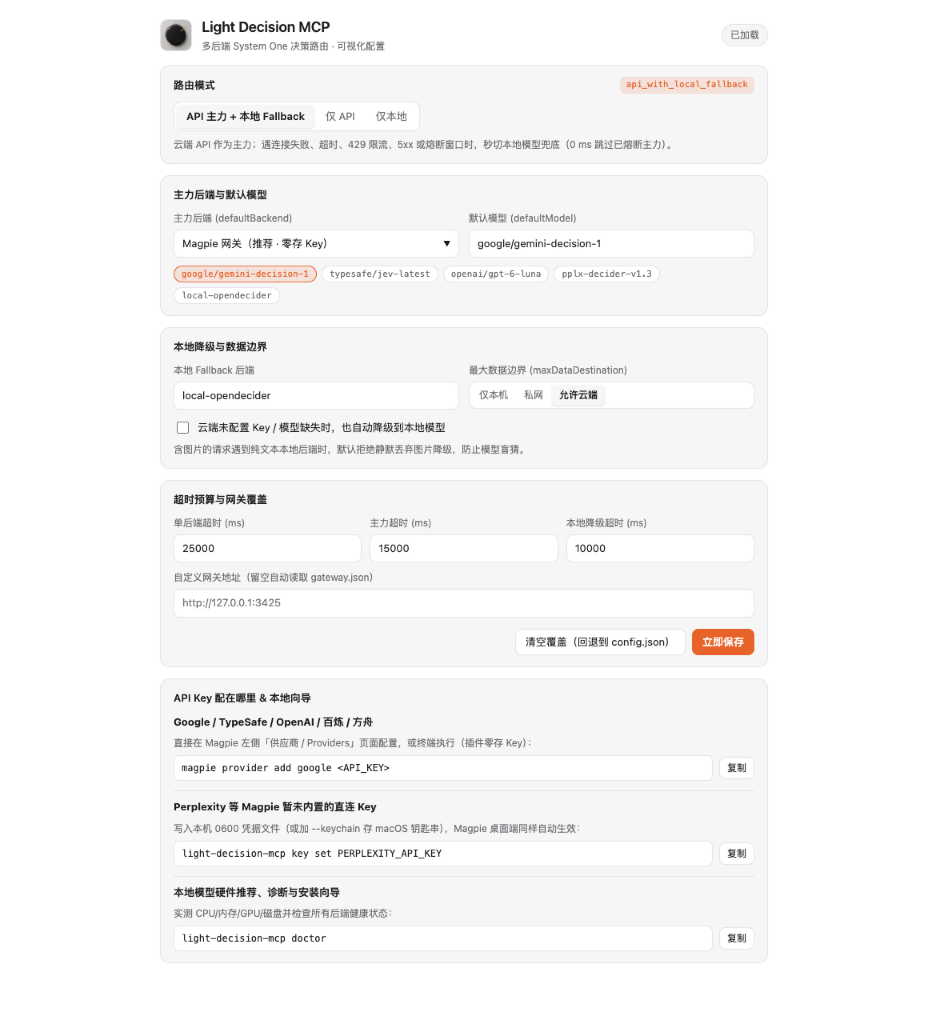 Light Decision MCP
多后端 System One 决策路由 · 可视化配置
已加载
路由模式
api_with_local_fallback
API 主力 + 本地 Fallback 仅 API 仅本地
云端 API 作为主力；遇连接失败、超时、429 限流、5xx 或熔断窗口时，秒切本地模型兜底（0 ms 跳过已熔断主力）。
主力后端与默认模型
主力后端 (defaultBackend) 默认模型 (defaultModel)
Magpie 网关（推荐 · 零存 Key） google/gemini-decision-1
google/gemini-decision-1 typesafe/jev-latest openai/gpt-6-luna pplx-decider-v1.3
local-opendecider
本地降级与数据边界
本地 Fallback 后端 最大数据边界 (maxDataDestination)
local-opendecider 仅本机 私网 允许云端
云端未配置 Key / 模型缺失时，也自动降级到本地模型
含图片的请求遇到纯文本本地后端时，默认拒绝静默丢弃图片降级，防止模型盲猜。
超时预算与网关覆盖
单后端超时 (ms) 主力超时 (ms) 本地降级超时 (ms)
25000 15000 10000
自定义网关地址（留空自动读取 gateway.json）
http://127.0.0.1:3425
清空覆盖（回退到 config.json） 立即保存
API Key 配在哪里 & 本地向导
Google / TypeSafe / OpenAI / 百炼 / 方舟
直接在 Magpie 左侧「供应商 / Providers」页面配置，或终端执行（插件零存 Key）：
magpie provider add google <API_KEY> 复制
Perplexity 等 Magpie 暂未内置的直连 Key
写入本机 0600 凭据文件（或加 --keychain 存 macOS 钥匙串），Magpie 桌面端同样自动生效：
light-decision-mcp key set PERPLEXITY_API_KEY 复制
本地模型硬件推荐、诊断与安装向导
实测 CPU/内存/GPU/磁盘并检查所有后端健康状态：
light-decision-mcp doctor 复制